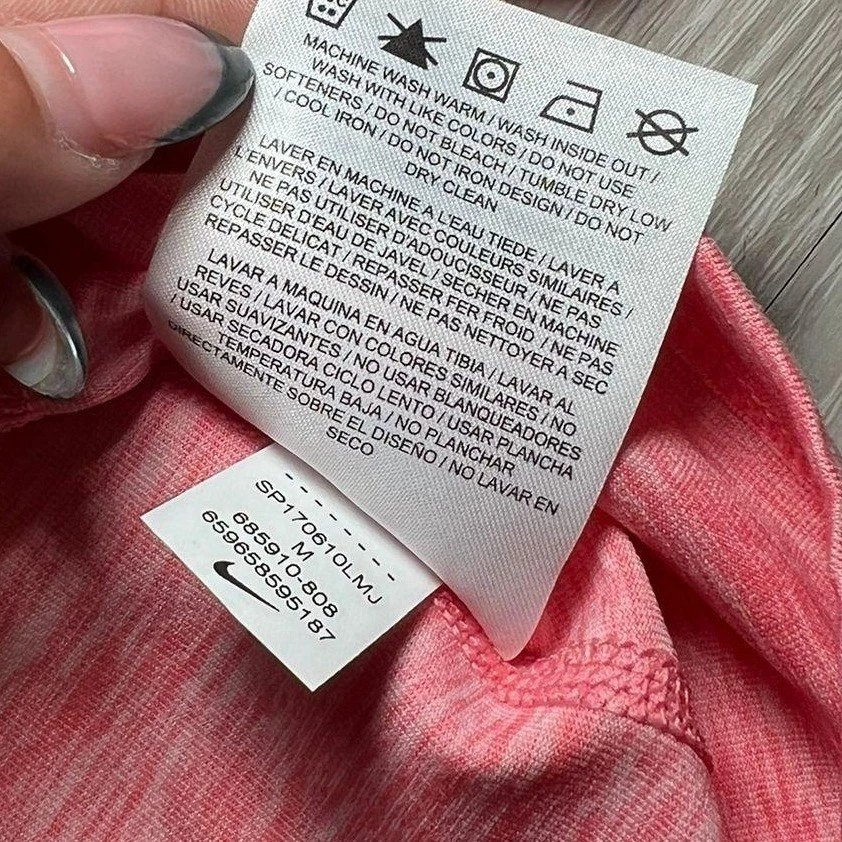 MACHINE WASH WARM / WASH INSIDE OUT /
WASH WITH LIKE COLORS / DO NOT USE
SOFTENERS / DO NOT BLEACH / TUMBLE DRY LOW
/ COOL IRON / DO NOT IRON DESIGN / DO NOT
DRY CLEAN
LAVER EN MACHINE A L'EAU TIEDE / LAVER A
L'ENVERS / LAVER AVEC COULEURS SIMILAIRES /
NE PAS UTILISER D'ADOUCISSEUR / NE PAS
UTILISER D'EAU DE JAVEL / SECHER EN MACHINE
CYCLE DELICAT / REPASSER FER FROID / NE PAS
REPASSER LE DESSIN / NE PAS NETTOYER A SEC
LAVAR A MAQUINA EN AGUA TIBIA / LAVAR AL
REVES / LAVAR CON COLORES SIMILARES / NO
USAR SUAVIZANTES / NO USAR BLANQUEADORES
/ USAR SECADORA CICLO LENTO / USAR PLANCHA
TEMPERATURA BAJA / NO PLANCHAR
DIRECTAMENTE SOBRE EL DISEÑO / NO LAVAR EN
SECO
SP170610LMJ
M
685910-808
659658595187